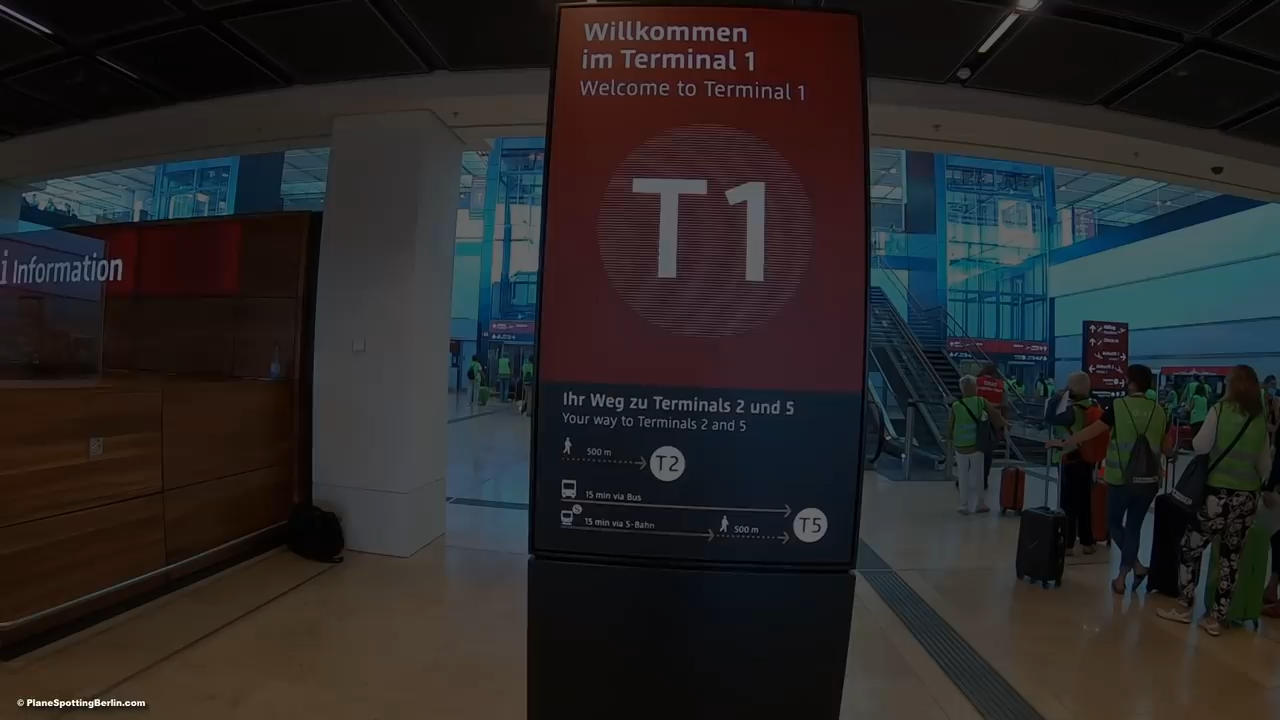 Willkommen
im Terminal 1
Welcome to Terminal 1
T1
i Information
Ihr Weg zu Terminals 2 und 5
Your way to Terminals 2 and 5
500 m
T2
15 min via Bus
15 min via S-Bahn
500 m
T5
© PlaneSpottingBerlin.com